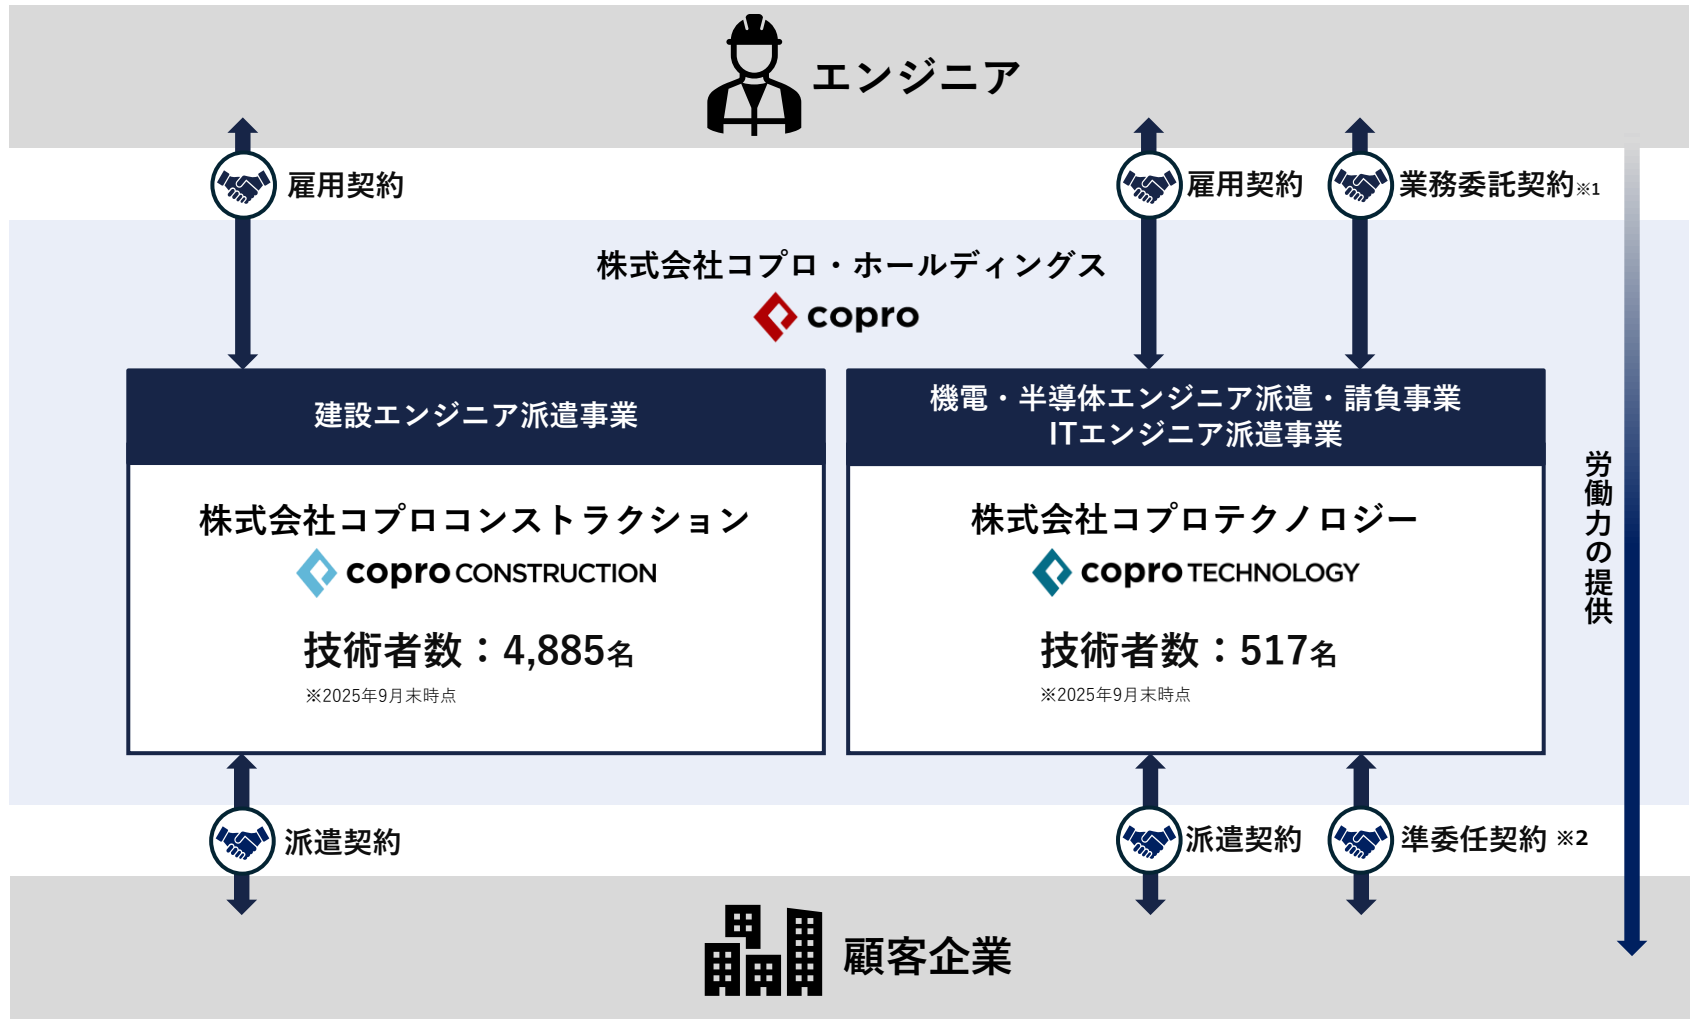 エンジニア
雇用契約
雇用契約
業務委託契約※1
株式会社コプロ・ホールディングス
copro
建設エンジニア派遣事業
機電・半導体エンジニア派遣・請負事業
ITエンジニア派遣事業
株式会社コプロコンストラクション
copro CONSTRUCTION
技術者数：4,885名
※2025年9月末時点
株式会社コプロテクノロジー
copro TECHNOLOGY
技術者数：517名
※2025年9月末時点
労働力の提供
派遣契約
派遣契約
準委任契約 ※2
顧客企業